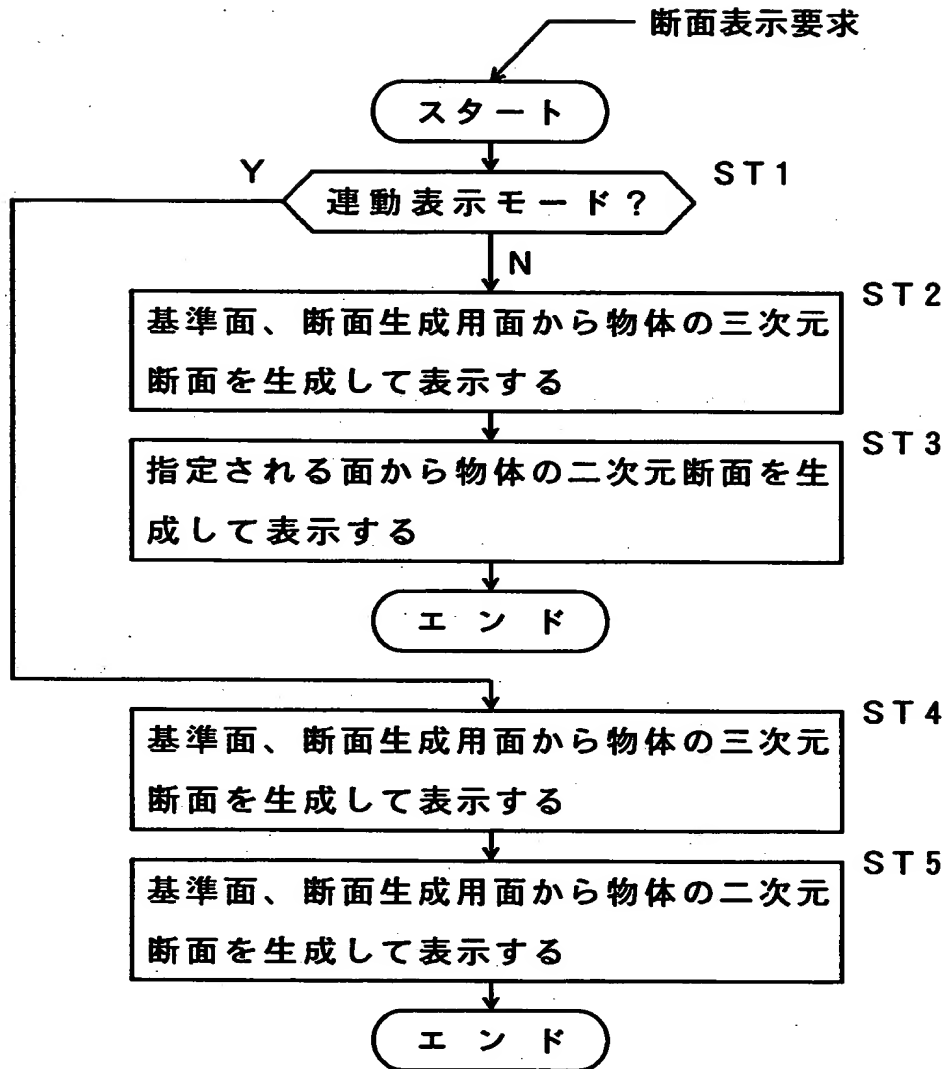 断面表示要求
スタート
Y
ST1
連動表示モード?
N
ST2
基準面、断面生成用面から物体の三次元
断面を生成して表示する
ST3
指定される面から物体の二次元断面を生
成して表示する
エンド
ST4
基準面、断面生成用面から物体の三次元
断面を生成して表示する
ST5
基準面、断面生成用面から物体の二次元
断面を生成して表示する
エンド